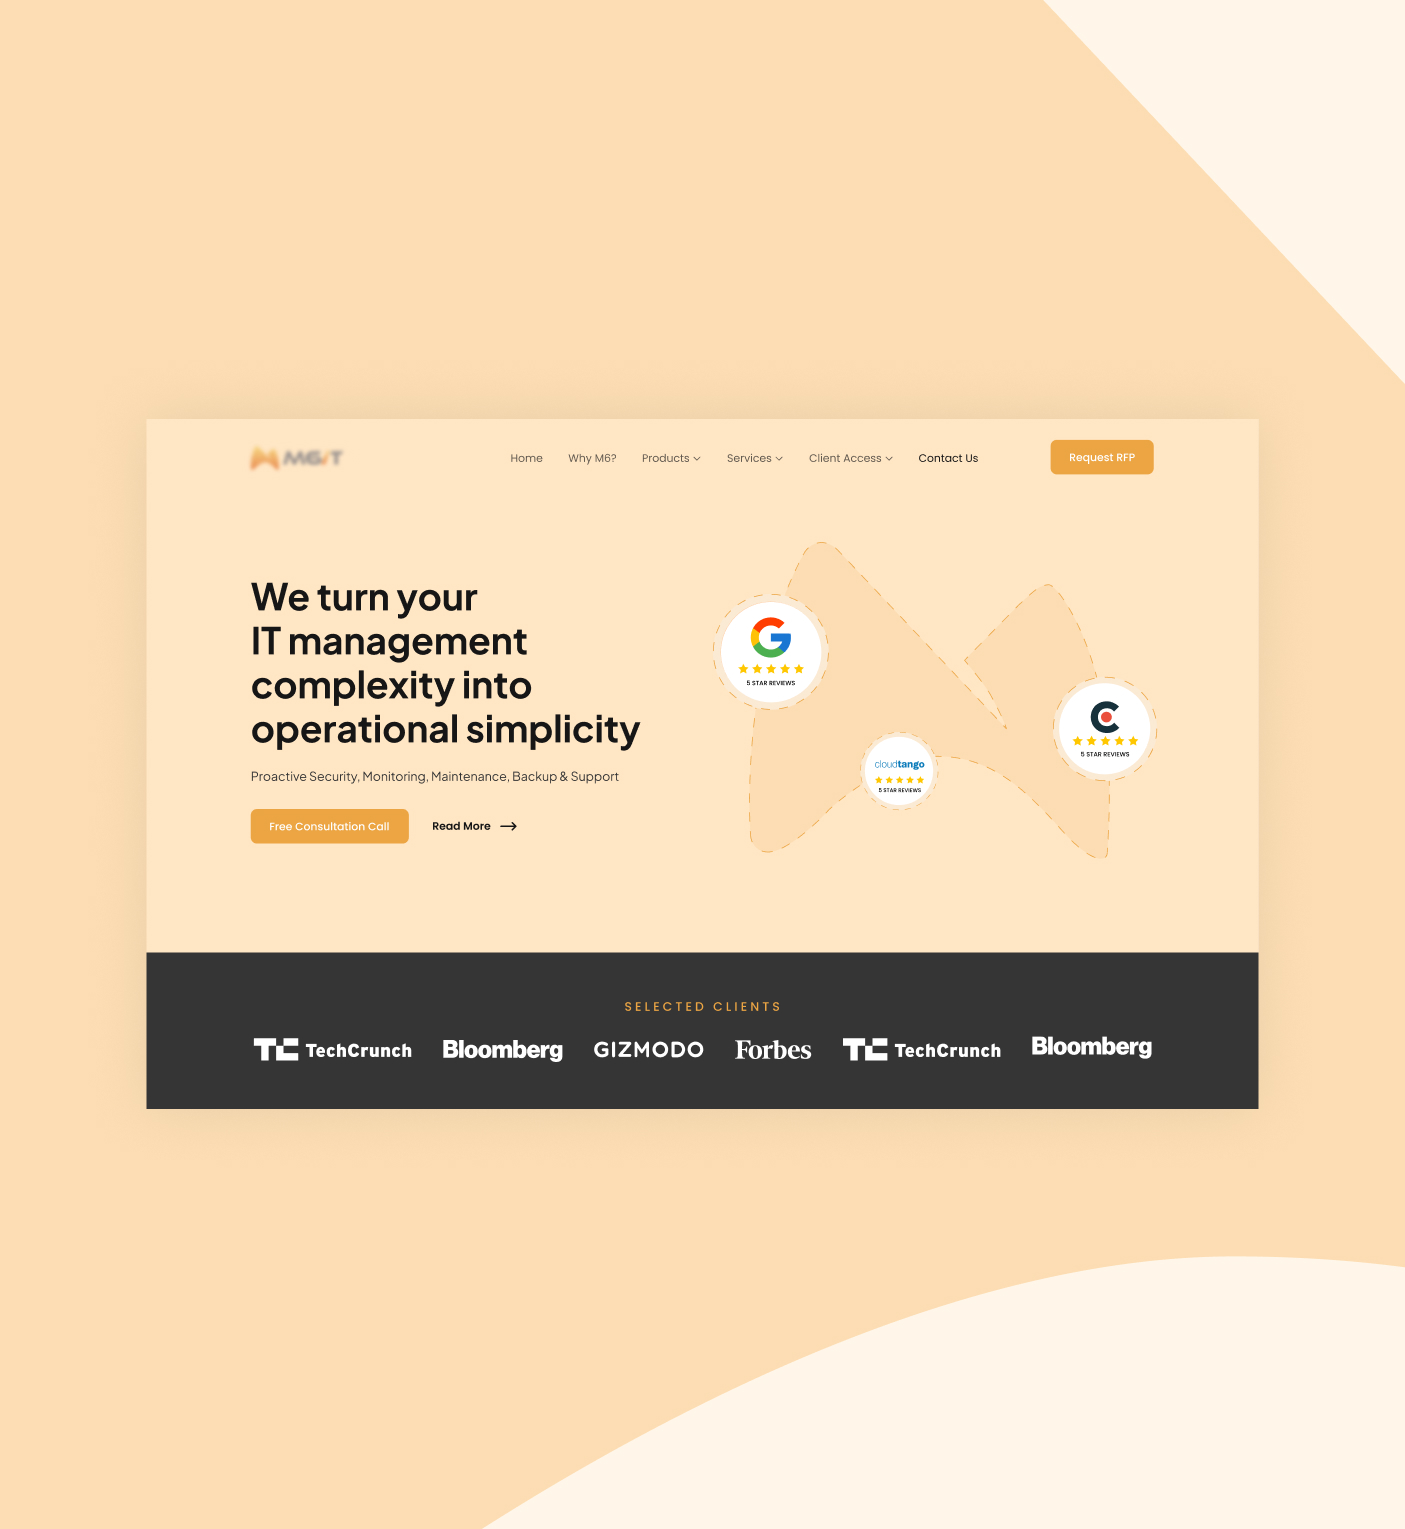 M6IT
Home Why M6? Products Services Client Access Contact Us Request RFP
We turn your
IT management
complexity into
operational simplicity
Proactive Security, Monitoring, Maintenance, Backup & Support
Free Consultation Call Read More
5 STAR REVIEWS
cloudtango
5 STAR REVIEWS
5 STAR REVIEWS
SELECTED CLIENTS
TC TechCrunch Bloomberg GIZMODO Forbes TC TechCrunch Bloomberg